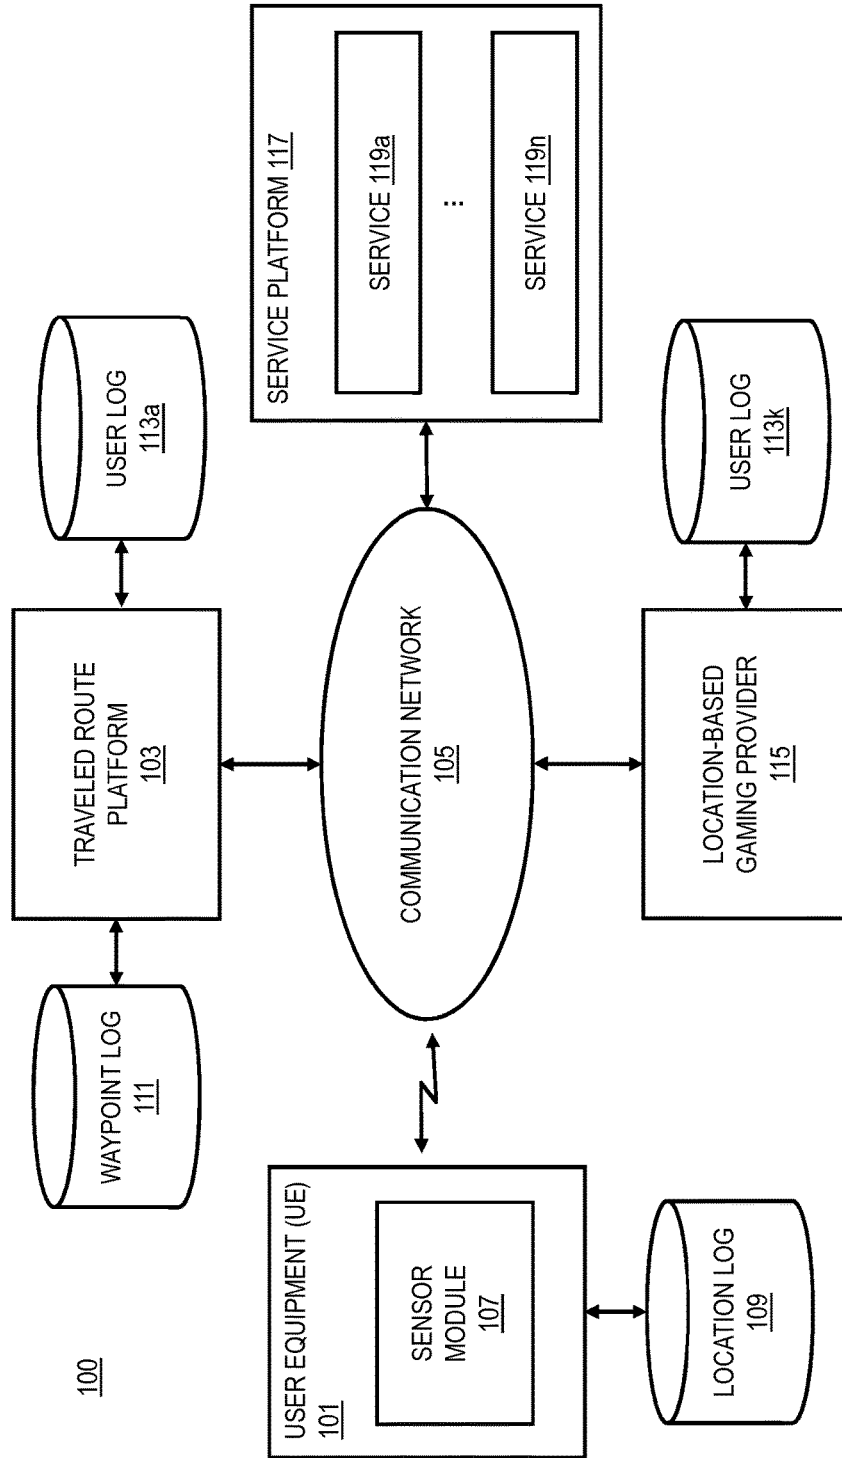 100
WAYPOINT LOG
111
TRAVELED ROUTE
PLATFORM
103
USER LOG
113a
USER EQUIPMENT (UE)
101
SENSOR
MODULE
107
COMMUNICATION NETWORK
105
SERVICE PLATFORM 117
SERVICE 119a
...
SERVICE 119n
LOCATION LOG
109
LOCATION-BASED
GAMING PROVIDER
115
USER LOG
113k